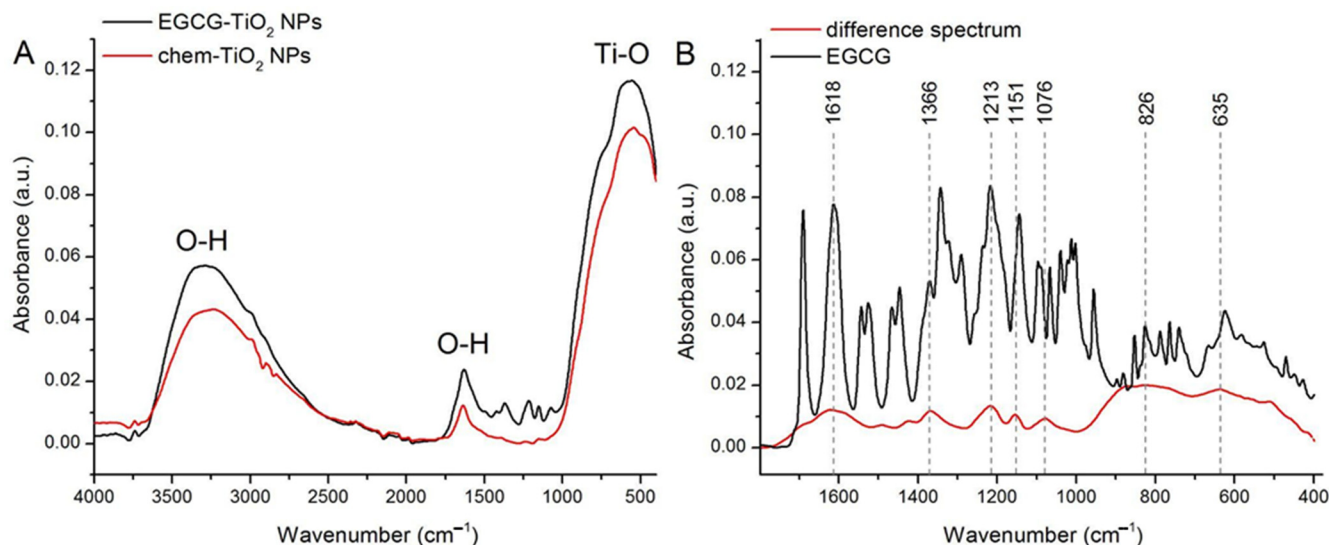 A
EGCG-TiO₂ NPs
chem-TiO₂ NPs
O-H
O-H
Ti-O
Absorbance (a.u.)
0.12
0.10
0.08
0.06
0.04
0.02
0.00
4000 3500 3000 2500 2000 1500 1000 500
Wavenumber (cm⁻¹)
B
difference spectrum
EGCG
1618 1366 1213 1151 1076 826 635
Absorbance (a.u.)
0.12
0.10
0.08
0.06
0.04
0.02
0.00
1600 1400 1200 1000 800 600 400
Wavenumber (cm⁻¹)